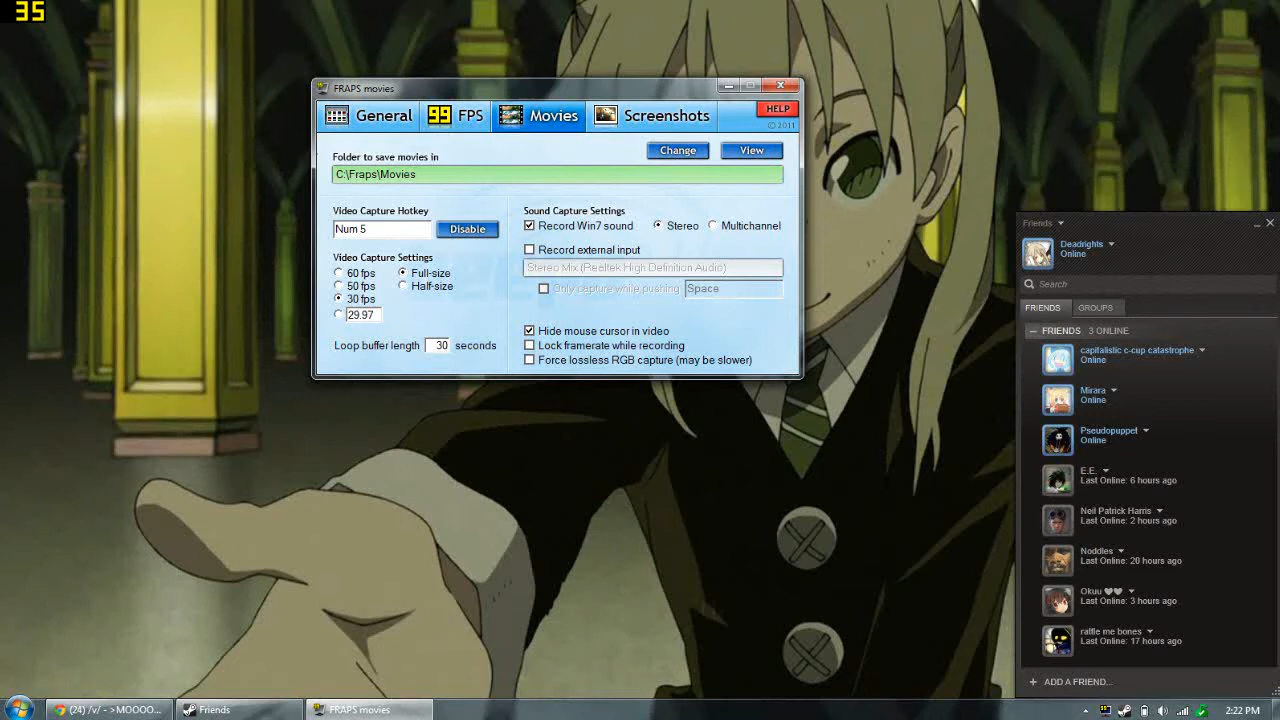 35
FRAPS movies
General
99 FPS
Movies
Screenshots
HELP
© 2011
Folder to save movies in
Change
View
C:\Fraps\Movies
Video Capture Hotkey
Num 5
Disable
Video Capture Settings
60 fps
Full-size
50 fps
Half-size
30 fps
29.97
Loop buffer length 30 seconds
Sound Capture Settings
Record Win7 sound
Stereo
Multichannel
Record external input
Stereo Mix (Realtek High Definition Audio)
Only capture while pushing
Space
Hide mouse cursor in video
Lock framerate while recording
Force lossless RGB capture (may be slower)
Friends
Deadrights
Online
Search
FRIENDS
GROUPS
FRIENDS 3 ONLINE
capitalistic c-cup catastrophe
Online
Mirara
Online
Pseudopuppet
Online
E.E.
Last Online: 6 hours ago
Neil Patrick Harris
Last Online: 2 hours ago
Noddles
Last Online: 20 hours ago
Okuu ♥♥
Last Online: 3 hours ago
raffle me bones
Last Online: 17 hours ago
+ ADD A FRIEND...
(24) /v/ - >MOOOO...
Friends
FRAPS movies
2:22 PM